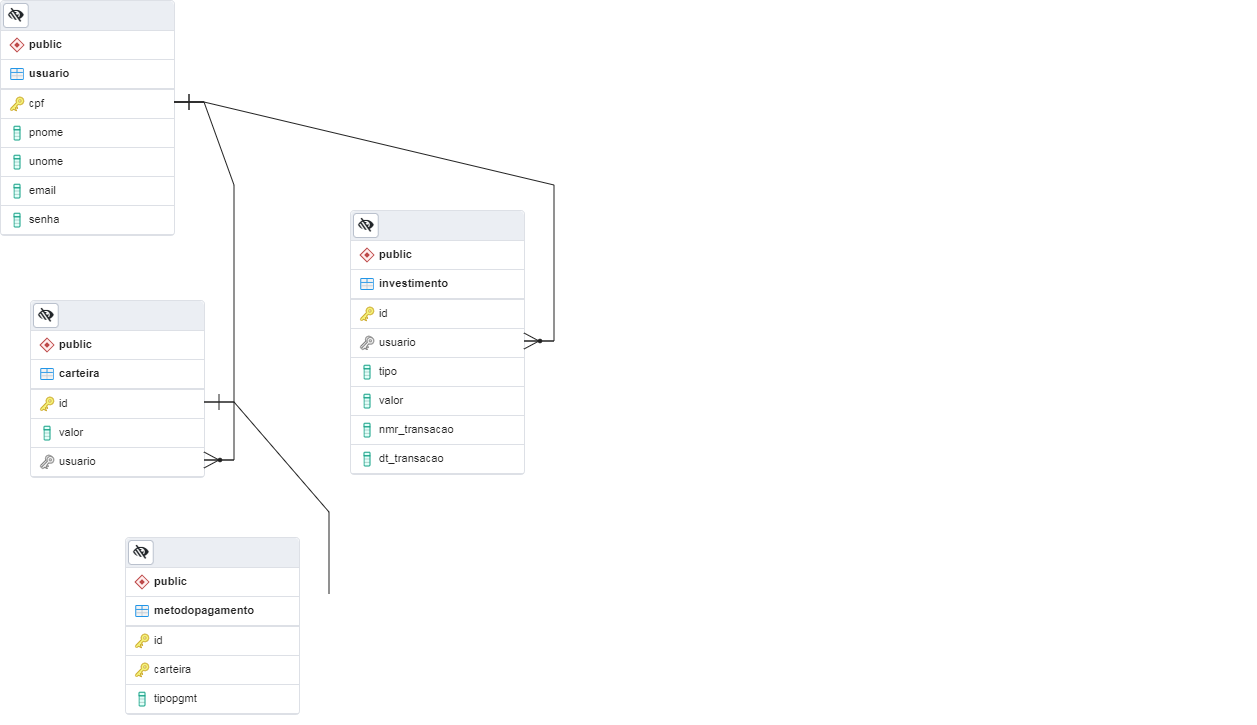 public
usuario
cpf
pnome
unome
email
senha
public
investimento
id
usuario
tipo
valor
nmr_transacao
dt_transacao
public
carteira
id
valor
usuario
public
metodopagamento
id
carteira
tipopgmt